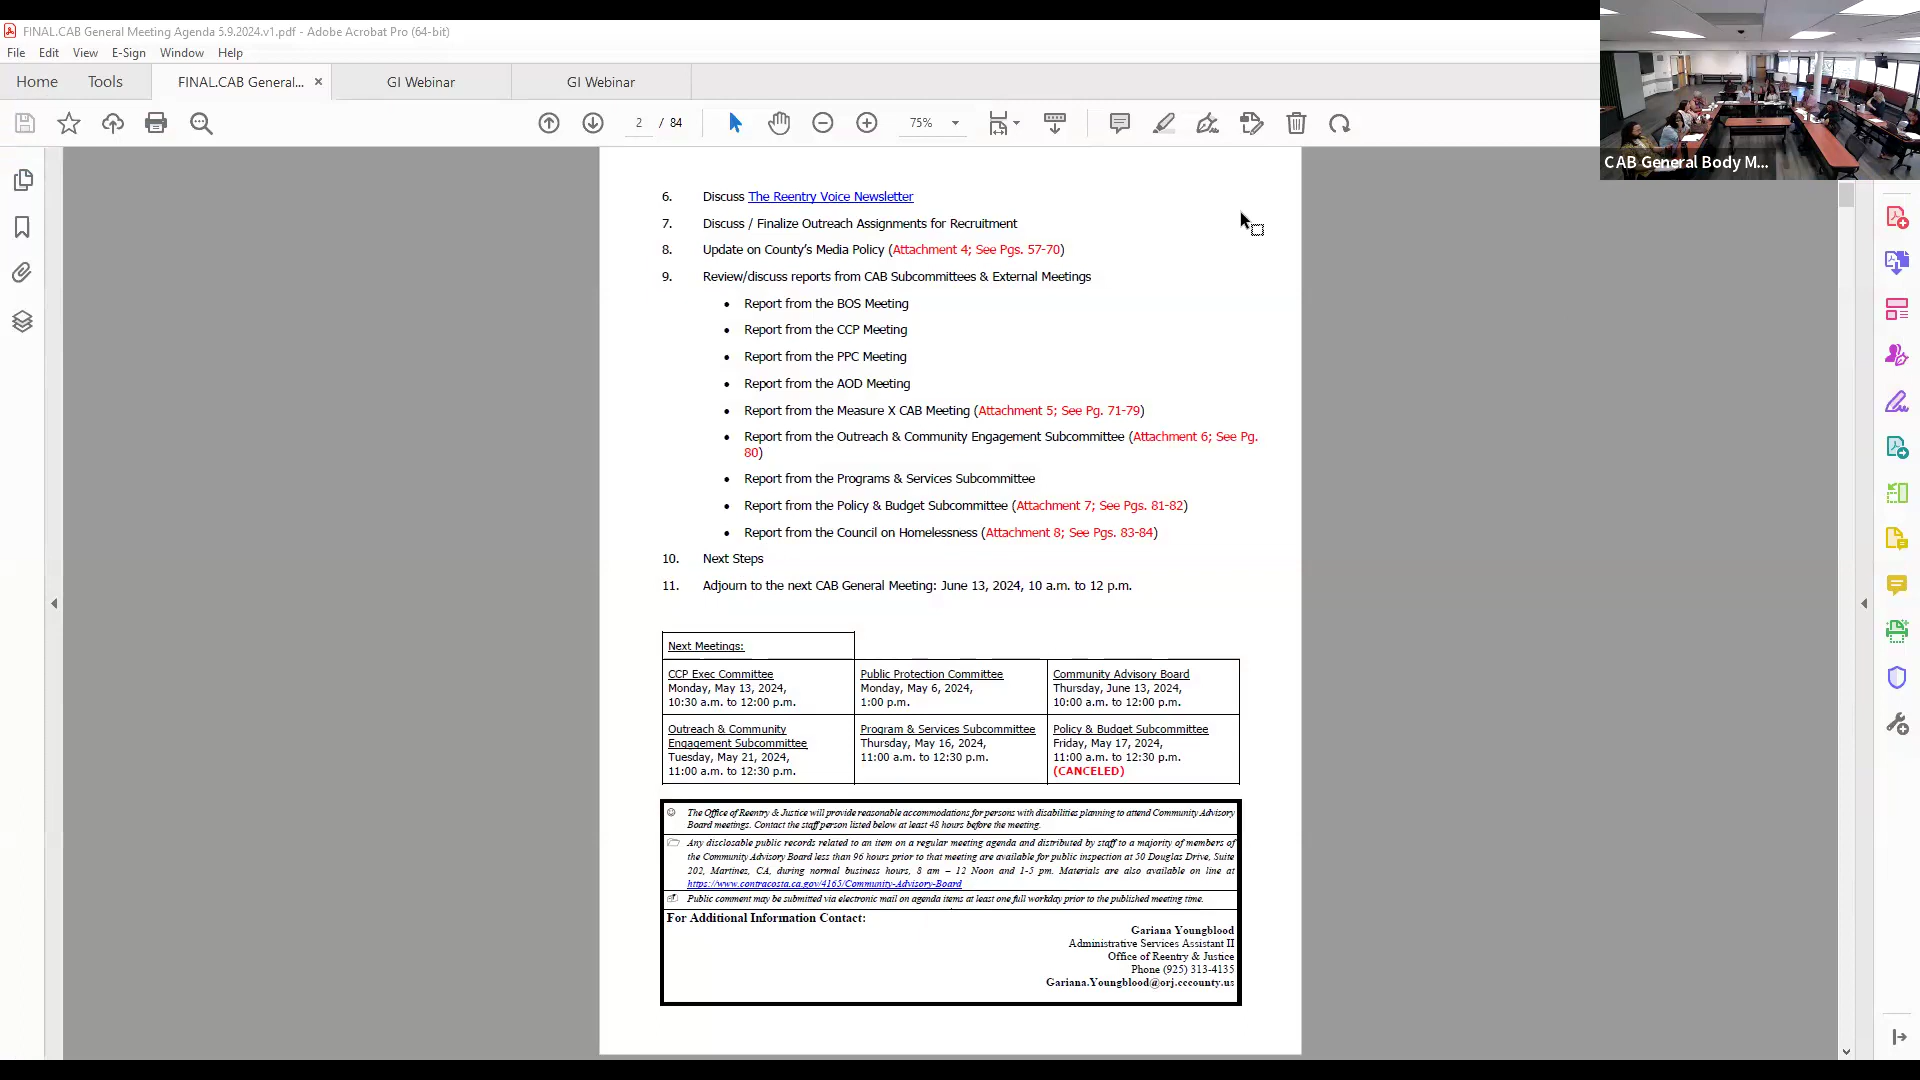 FINAL.CAB General Meeting Agenda 5.9.2024.v1.pdf - Adobe Acrobat Pro (64-bit)
File Edit View E-Sign Window Help
Home Tools FINAL.CAB General... × GI Webinar GI Webinar
2 / 84 75%
CAB General Body M...
6. Discuss The Reentry Voice Newsletter
7. Discuss / Finalize Outreach Assignments for Recruitment
8. Update on County's Media Policy (Attachment 4; See Pgs. 57-70)
9. Review/discuss reports from CAB Subcommittees & External Meetings
• Report from the BOS Meeting
• Report from the CCP Meeting
• Report from the PPC Meeting
• Report from the AOD Meeting
• Report from the Measure X CAB Meeting (Attachment 5; See Pg. 71-79)
• Report from the Outreach & Community Engagement Subcommittee (Attachment 6; See Pg.
80)
• Report from the Programs & Services Subcommittee
• Report from the Policy & Budget Subcommittee (Attachment 7; See Pgs. 81-82)
• Report from the Council on Homelessness (Attachment 8; See Pgs. 83-84)
10. Next Steps
11. Adjourn to the next CAB General Meeting: June 13, 2024, 10 a.m. to 12 p.m.
Next Meetings:
CCP Exec Committee
Monday, May 13, 2024,
10:30 a.m. to 12:00 p.m.
Public Protection Committee
Monday, May 6, 2024,
1:00 p.m.
Community Advisory Board
Thursday, June 13, 2024,
10:00 a.m. to 12:00 p.m.
Outreach & Community
Engagement Subcommittee
Tuesday, May 21, 2024,
11:00 a.m. to 12:30 p.m.
Program & Services Subcommittee
Thursday, May 16, 2024,
11:00 a.m. to 12:30 p.m.
Policy & Budget Subcommittee
Friday, May 17, 2024,
11:00 a.m. to 12:30 p.m.
(CANCELED)
The Office of Reentry & Justice will provide reasonable accommodations for persons with disabilities planning to attend Community Advisory
Board meetings. Contact the staff person listed below at least 48 hours before the meeting.
Any disclosable public records related to an item on a regular meeting agenda and distributed by staff to a majority of members of
the Community Advisory Board less than 96 hours prior to that meeting are available for public inspection at 50 Douglas Drive, Suite
202, Martinez, CA, during normal business hours, 8 am – 12 Noon and 1-5 pm. Materials are also available on line at
https://www.contracosta.ca.gov/4165/Community-Advisory-Board
Public comment may be submitted via electronic mail on agenda items at least one full workday prior to the published meeting time.
For Additional Information Contact:
Gariana Youngblood
Administrative Services Assistant II
Office of Reentry & Justice
Phone (925) 313-4135
Gariana.Youngblood@orj.cccounty.us